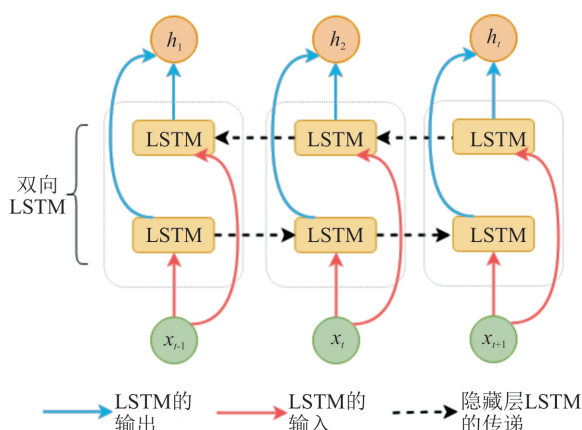 h₁ h₂ hₜ
LSTM LSTM LSTM
双向
LSTM
LSTM LSTM LSTM
xₜ₋₁ xₜ xₜ₊₁
LSTM的
输出
LSTM的
输入
隐藏层LSTM
的传递